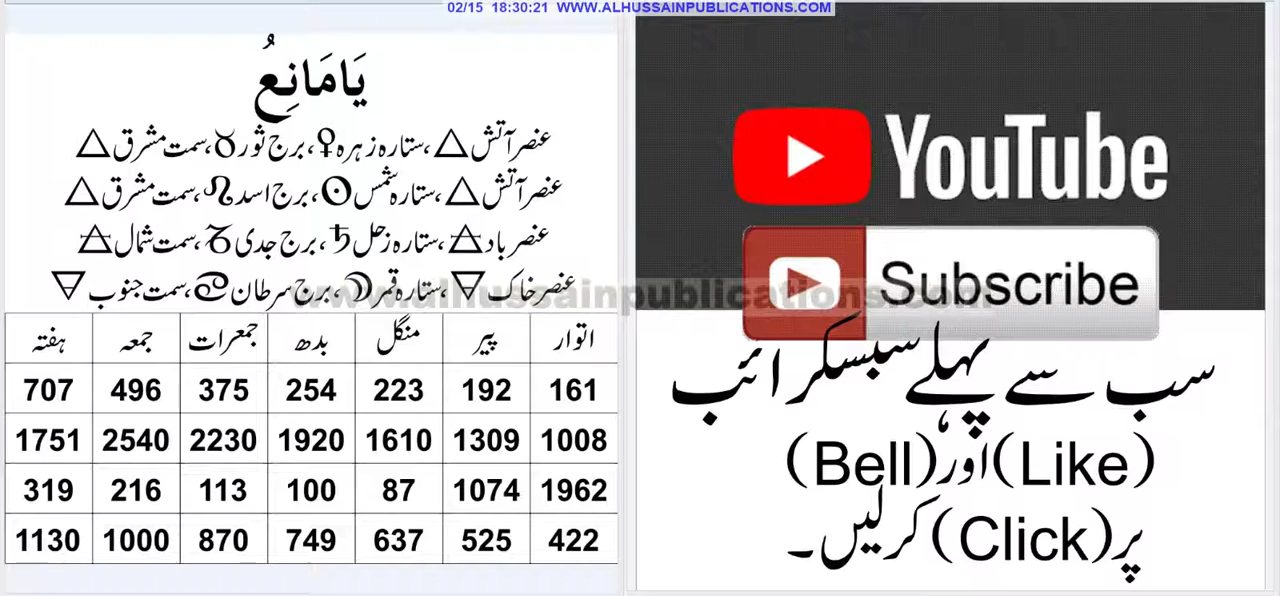 02/15 18:30:21 WWW.ALHUSSAINPUBLICATIONS.COM
يَامَانِعُ
عنصر آتش △، ستارہ زہرہ ♀، برج ثور ♉، سمت مشرق △
عنصر آتش △، ستارہ شمس ☉، برج اسد ♌، سمت مشرق △
عنصر باد 🜁، ستارہ زحل ♄، برج جدی ♉، سمت شمال 🜁
عنصر خاک 🜃، ستارہ قمر ☽، برج سرطان ♋، سمت جنوب 🜃
www.alhussainpublications.com
اتوار پیر منگل بدھ جمعرات جمعہ ہفتہ
161 192 223 254 375 496 707
1008 1309 1610 1920 2230 2540 1751
1962 1074 87 100 113 216 319
422 525 637 749 870 1000 1130
YouTube
Subscribe
سب سے پہلے سبسکرائب
(Like) اور (Bell)
پر (Click) کرلیں۔